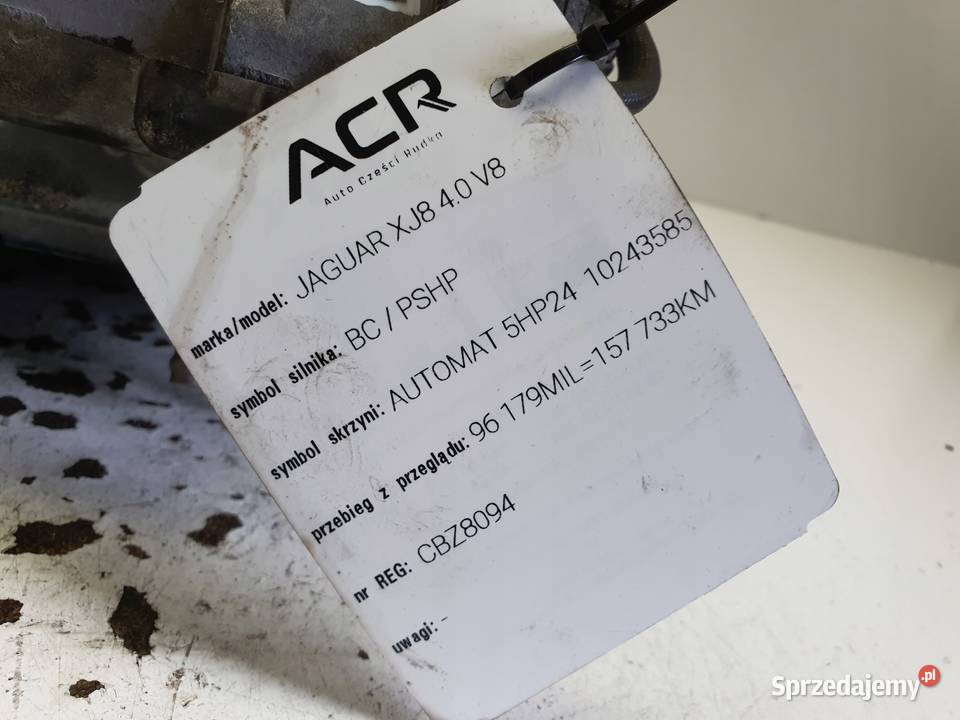 ACR
Auto Części Rudka
marka/model: JAGUAR XJ8 4.0 V8
symbol silnika: BC / PSHP
symbol skrzyni: AUTOMAT 5HP24 10243585
przebieg z przeglądu: 96 179MIL=157 733KM
nr REG: CBZ8094
uwagi: -
Sprzedajemy.pl